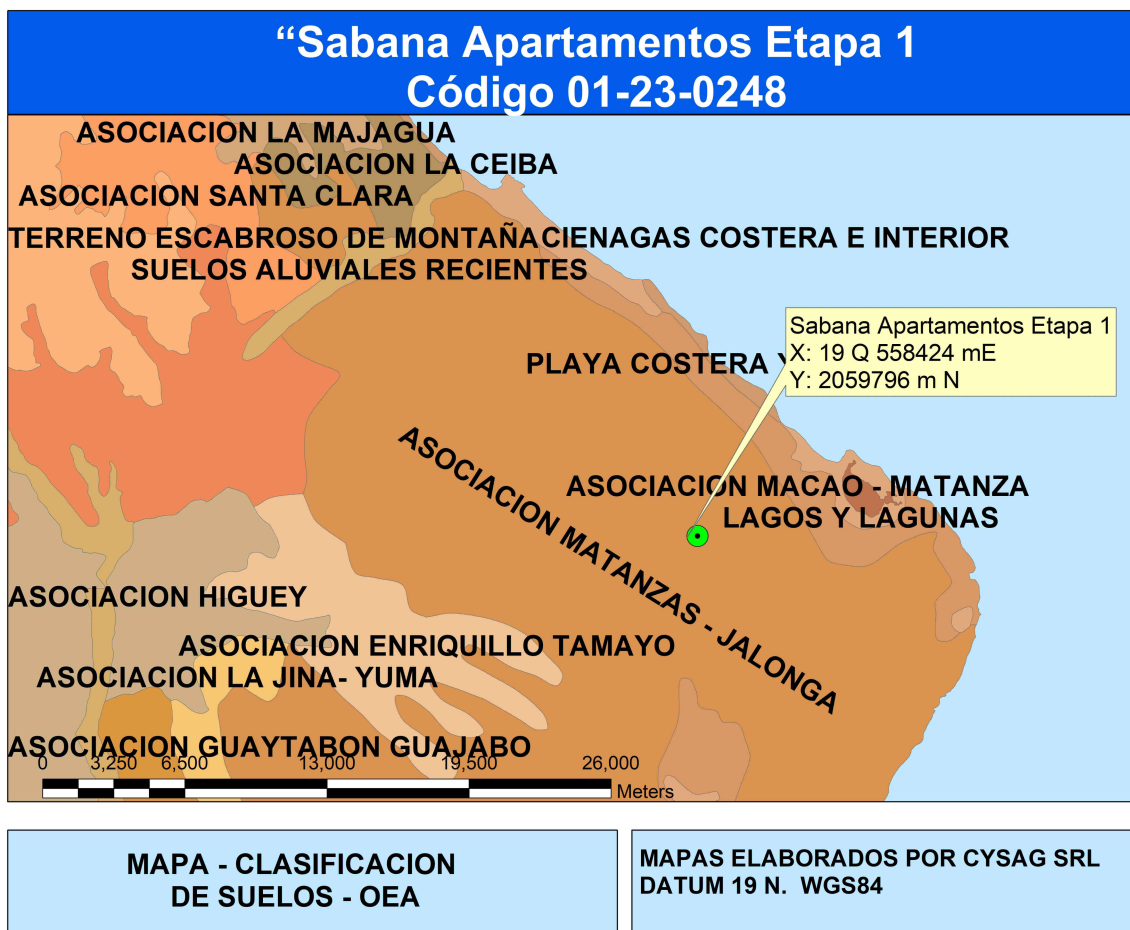 “Sabana Apartamentos Etapa 1
Código 01-23-0248
ASOCIACION LA MAJAGUA
ASOCIACION LA CEIBA
ASOCIACION SANTA CLARA
TERRENO ESCABROSO DE MONTAÑA
CIENAGAS COSTERA E INTERIOR
SUELOS ALUVIALES RECIENTES
Sabana Apartamentos Etapa 1
X: 19 Q 558424 mE
Y: 2059796 m N
PLAYA COSTERA Y
ASOCIACION MATANZAS - JALONGA
ASOCIACION MACAO - MATANZA
LAGOS Y LAGUNAS
ASOCIACION HIGUEY
ASOCIACION ENRIQUILLO TAMAYO
ASOCIACION LA JINA- YUMA
ASOCIACION GUAYTABON GUAJABO
0 3,250 6,500 13,000 19,500 26,000
Meters
MAPA - CLASIFICACION
DE SUELOS - OEA
MAPAS ELABORADOS POR CYSAG SRL
DATUM 19 N. WGS84